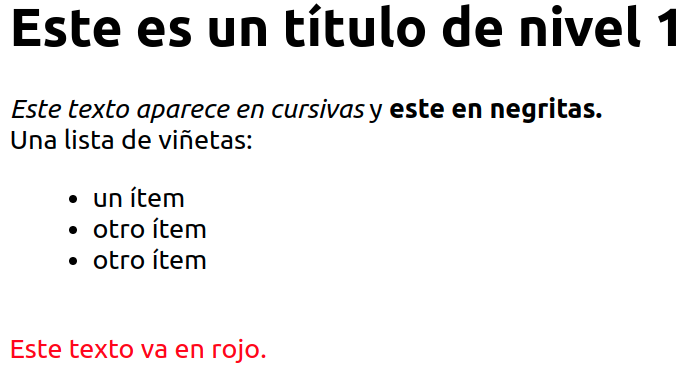 Este es un título de nivel 1
Este texto aparece en cursivas y este en negritas.
Una lista de viñetas:
• un ítem
• otro ítem
• otro ítem
Este texto va en rojo.